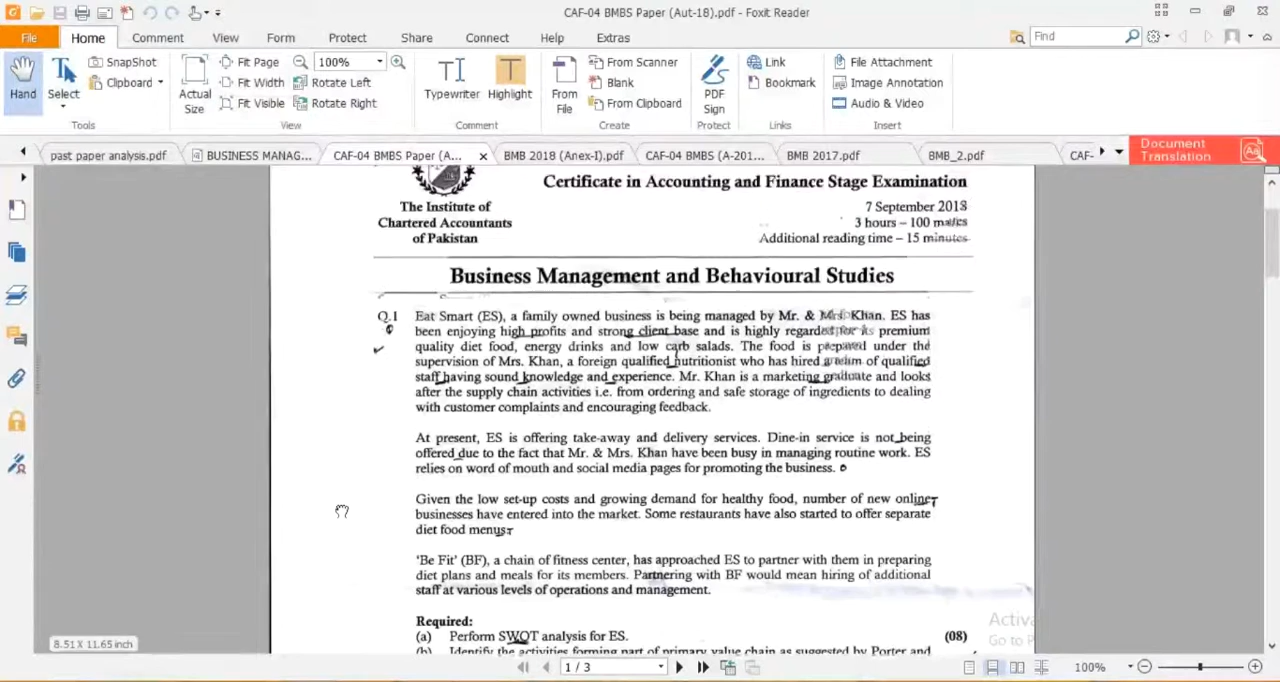 CAF-04 BMBS Paper (Aut-18).pdf - Foxit Reader
File Home Comment View Form Protect Share Connect Help Extras Find
Hand Select SnapShot Clipboard Tools
Actual Size Fit Page Fit Width Fit Visible 100% Rotate Left Rotate Right View
Typewriter Highlight Comment
From File From Scanner Blank From Clipboard Create
PDF Sign Protect
Link Bookmark Links
File Attachment Image Annotation Audio & Video Insert
past paper analysis.pdf BUSINESS MANAG... CAF-04 BMBS Paper (A... BMB 2018 (Anex-I).pdf CAF-04 BMBS (A-201... BMB 2017.pdf BMB_2.pdf CAF- Document Translation
Certificate in Accounting and Finance Stage Examination
The Institute of Chartered Accountants of Pakistan
7 September 2018
3 hours – 100 marks
Additional reading time – 15 minutes
Business Management and Behavioural Studies
Q.1 Eat Smart (ES), a family owned business is being managed by Mr. & Mrs. Khan. ES has
been enjoying high profits and strong client base and is highly regarded for its premium
quality diet food, energy drinks and low carb salads. The food is prepared under the
supervision of Mrs. Khan, a foreign qualified nutritionist who has hired a team of qualified
staff having sound knowledge and experience. Mr. Khan is a marketing graduate and looks
after the supply chain activities i.e. from ordering and safe storage of ingredients to dealing
with customer complaints and encouraging feedback.
At present, ES is offering take-away and delivery services. Dine-in service is not being
offered due to the fact that Mr. & Mrs. Khan have been busy in managing routine work. ES
relies on word of mouth and social media pages for promoting the business.
Given the low set-up costs and growing demand for healthy food, number of new online
businesses have entered into the market. Some restaurants have also started to offer separate
diet food menus.
'Be Fit' (BF), a chain of fitness center, has approached ES to partner with them in preparing
diet plans and meals for its members. Partnering with BF would mean hiring of additional
staff at various levels of operations and management.
Required:
(a) Perform SWOT analysis for ES. (08)
(b) Identify the activities forming part of primary value chain as suggested by Porter and
8.51 x 11.65 inch
1 / 3 100%